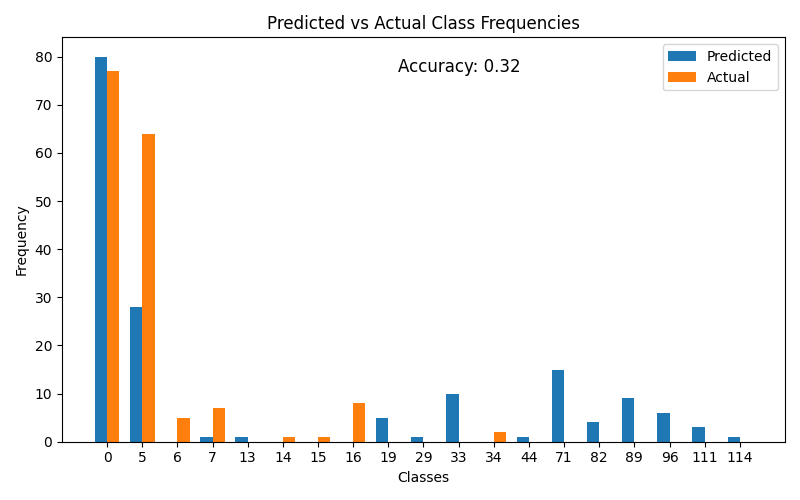 Predicted vs Actual Class Frequencies
Accuracy: 0.32
Predicted
Actual
Frequency
80
70
60
50
40
30
20
10
0
0 5 6 7 13 14 15 16 19 29 33 34 44 71 82 89 96 111 114
Classes